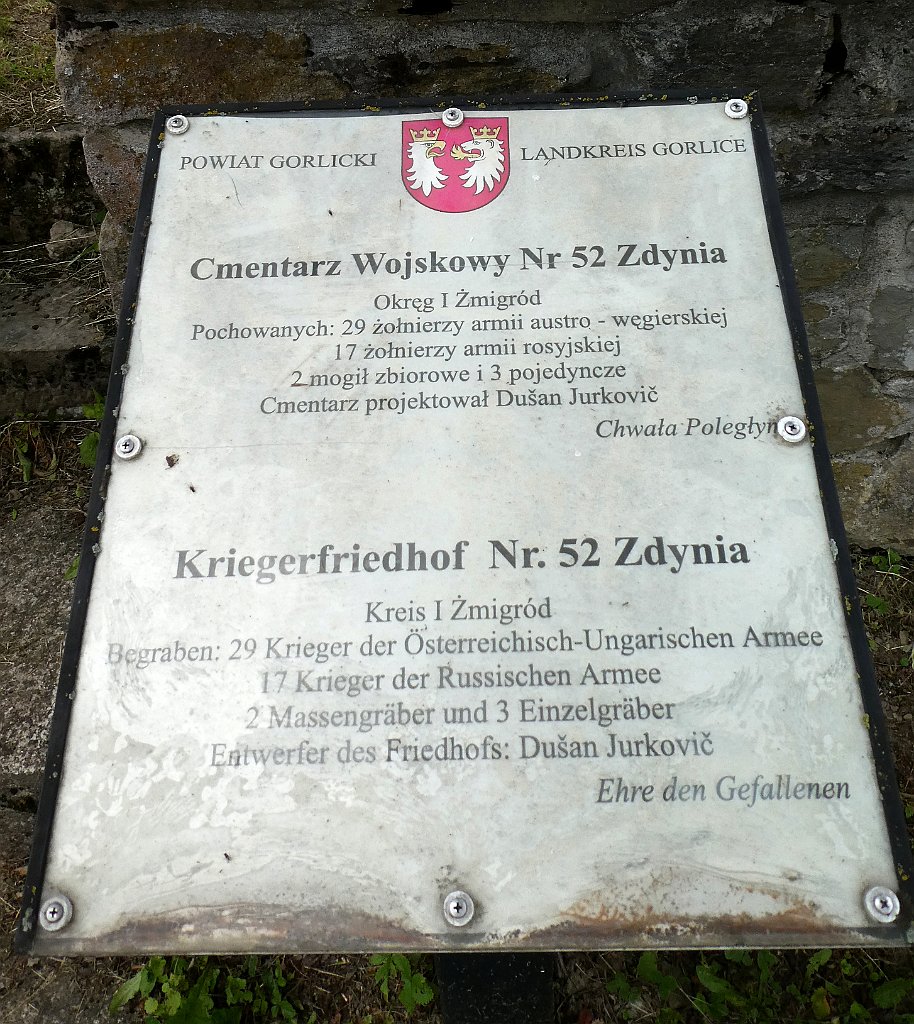 POWIAT GORLICKI LANDKREIS GORLICE
Cmentarz Wojskowy Nr 52 Zdynia
Okręg I Żmigród
Pochowanych: 29 żołnierzy armii austro - węgierskiej
17 żołnierzy armii rosyjskiej
2 mogił zbiorowe i 3 pojedyncze
Cmentarz projektował Dušan Jurkovič
Chwała Poległym
Kriegerfriedhof Nr. 52 Zdynia
Kreis I Żmigród
Begraben: 29 Krieger der Österreichisch-Ungarischen Armee
17 Krieger der Russischen Armee
2 Massengräber und 3 Einzelgräber
Entwerfer des Friedhofs: Dušan Jurkovič
Ehre den Gefallenen